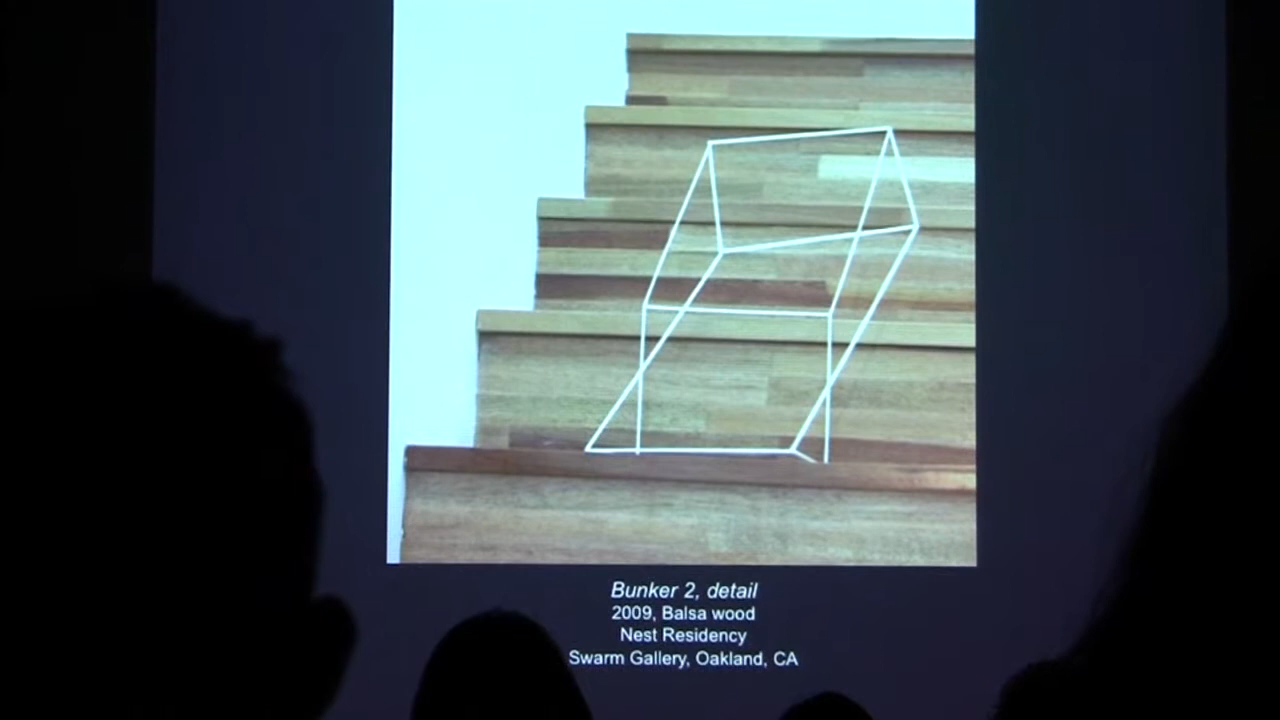 Bunker 2, detail
2009, Balsa wood
Nest Residency
Swarm Gallery, Oakland, CA